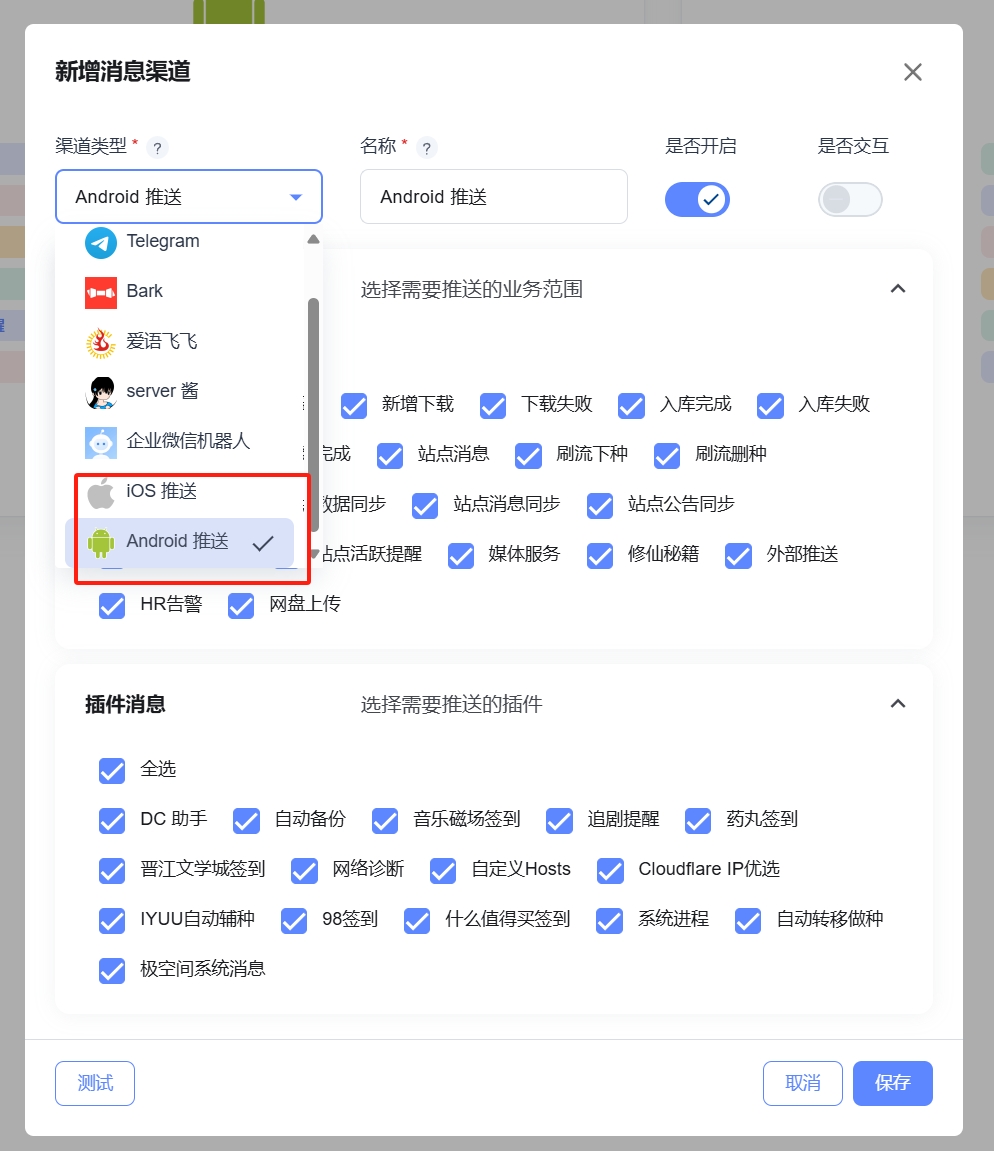 新增消息渠道
渠道类型 * ?
名称 * ?
是否开启
是否交互
Android 推送
Android 推送
Telegram
Bark
爱语飞飞
server 酱
企业微信机器人
iOS 推送
Android 推送
选择需要推送的业务范围
新增下载 下载失败 入库完成 入库失败
完成 站点消息 刷流下种 刷流删种
数据同步 站点消息同步 站点公告同步
站点活跃提醒 媒体服务 修仙秘籍 外部推送
HR告警 网盘上传
插件消息 选择需要推送的插件
全选
DC 助手 自动备份 音乐磁场签到 追剧提醒 药丸签到
晋江文学城签到 网络诊断 自定义Hosts Cloudflare IP优选
IYUU自动辅种 98签到 什么值得买签到 系统进程 自动转移做种
极空间系统消息
测试 取消 保存